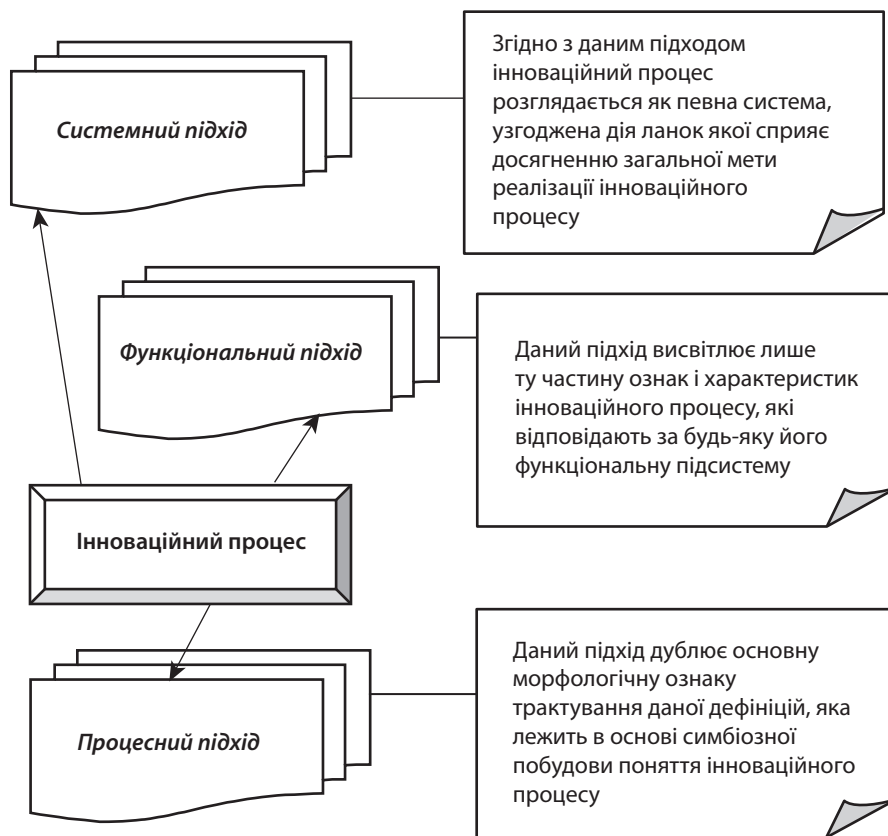 Системний підхід
Згідно з даним підходом
інноваційний процес
розглядається як певна система,
узгоджена дія ланок якої сприяє
досягненню загальної мети
реалізації інноваційного
процесу
Функціональний підхід
Даний підхід висвітлює лише
ту частину ознак і характеристик
інноваційного процесу, які
відповідають за будь-яку його
функціональну підсистему
Інноваційний процес
Процесний підхід
Даний підхід дублює основну
морфологічну ознаку
трактування даної дефініцій, яка
лежить в основі симбіозної
побудови поняття інноваційного
процесу